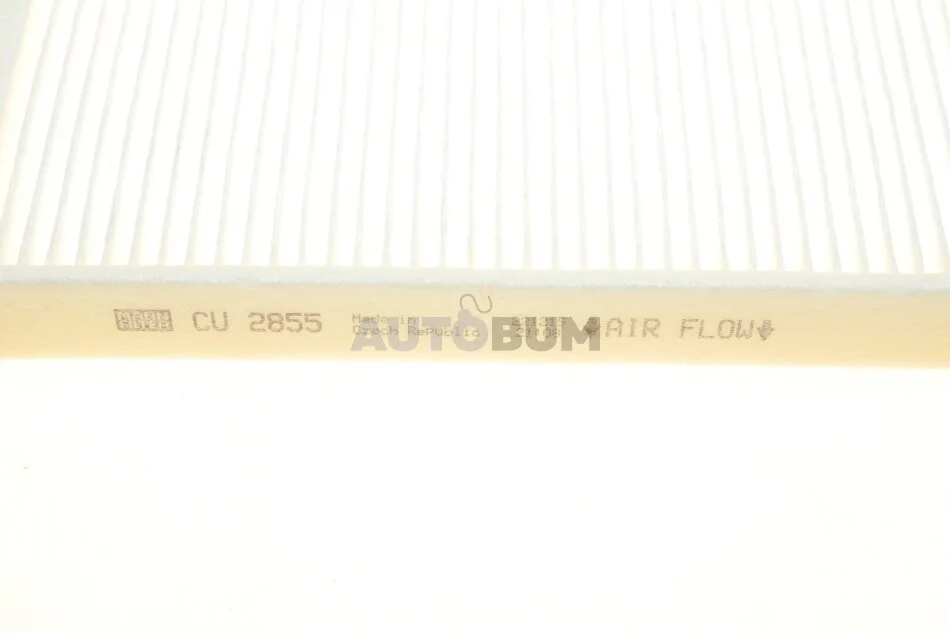 MANN
FILTER
CU 2855
Made in
Czech Republic
AUTOBUM
AIR FLOW